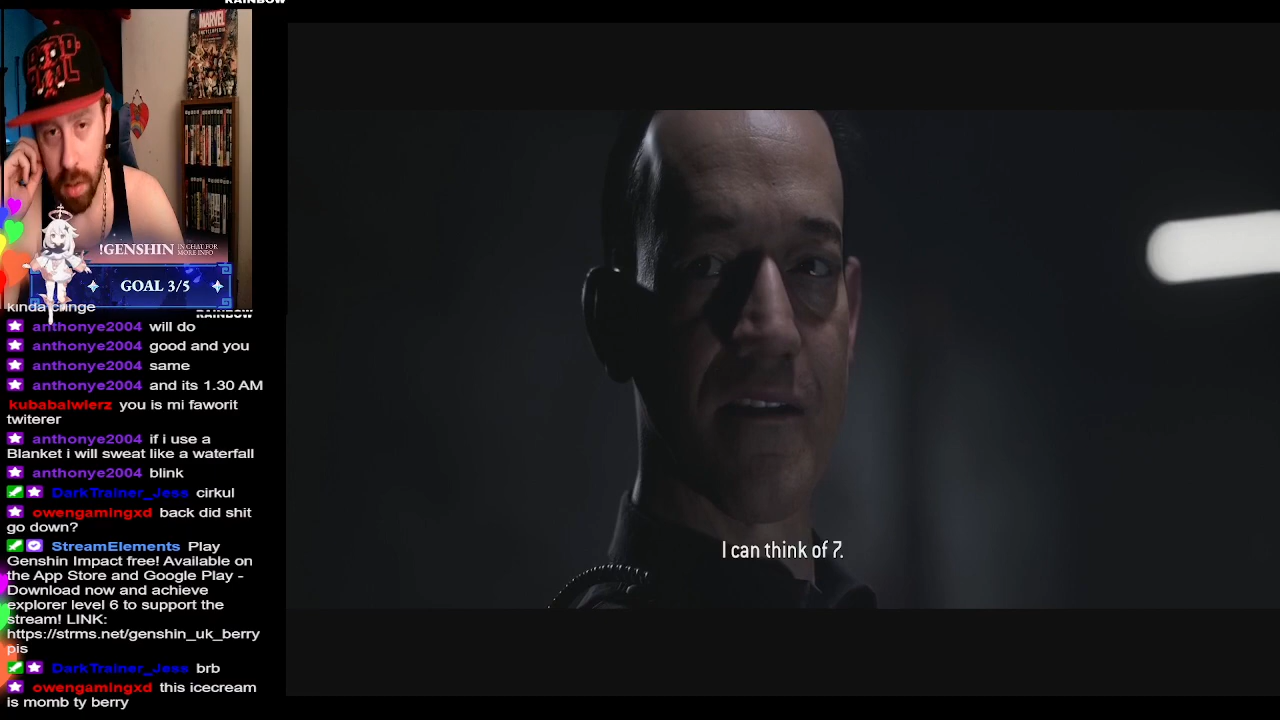 RAINBOW
MARVEL
ENCYCLOPEDIA
!GENSHIN IN CHAT FOR
MORE INFO
GOAL 3/5
RAINBOW
kinda cringe
anthonye2004 will do
anthonye2004 good and you
anthonye2004 same
anthonye2004 and its 1.30 AM
kubabalwierz you is mi faworit
twiterer
anthonye2004 if i use a
Blanket i will sweat like a waterfall
anthonye2004 blink
DarkTrainer_Jess cirkul
owengamingxd back did shit
go down?
StreamElements Play
Genshin Impact free! Available on
the App Store and Google Play -
Download now and achieve
explorer level 6 to support the
stream! LINK:
https://strms.net/genshin_uk_berry
pis
DarkTrainer_Jess brb
owengamingxd this icecream
is momb ty berry
I can think of 7.